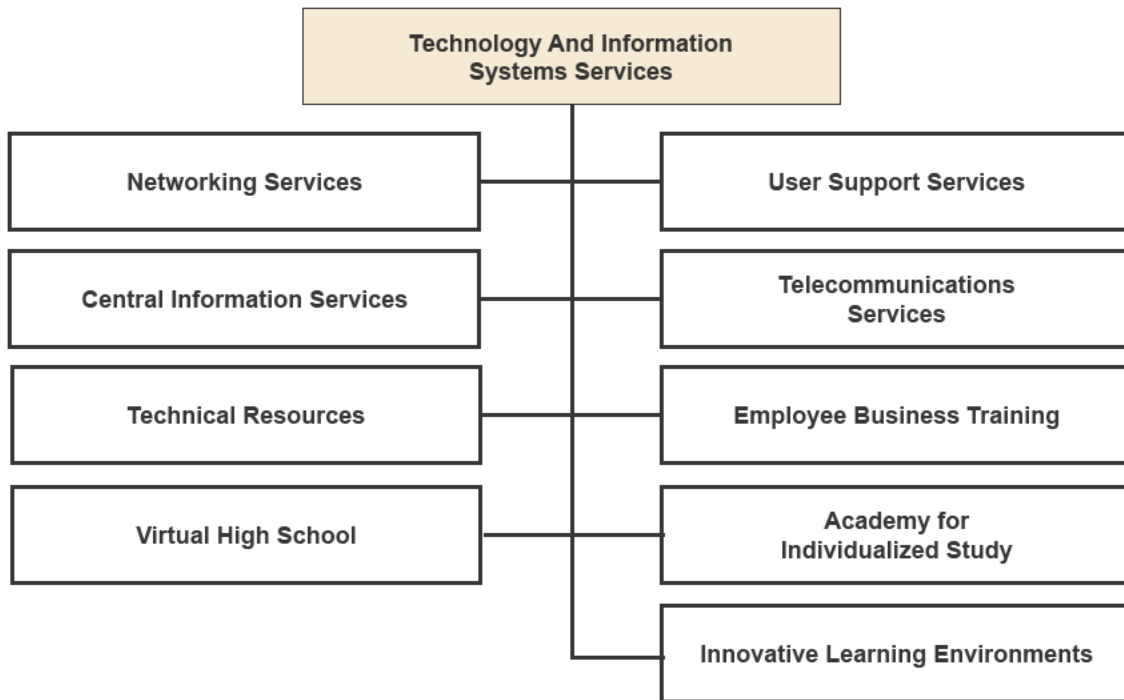 Technology And Information
Systems Services
Networking Services
User Support Services
Central Information Services
Telecommunications
Services
Technical Resources
Employee Business Training
Virtual High School
Academy for
Individualized Study
Innovative Learning Environments